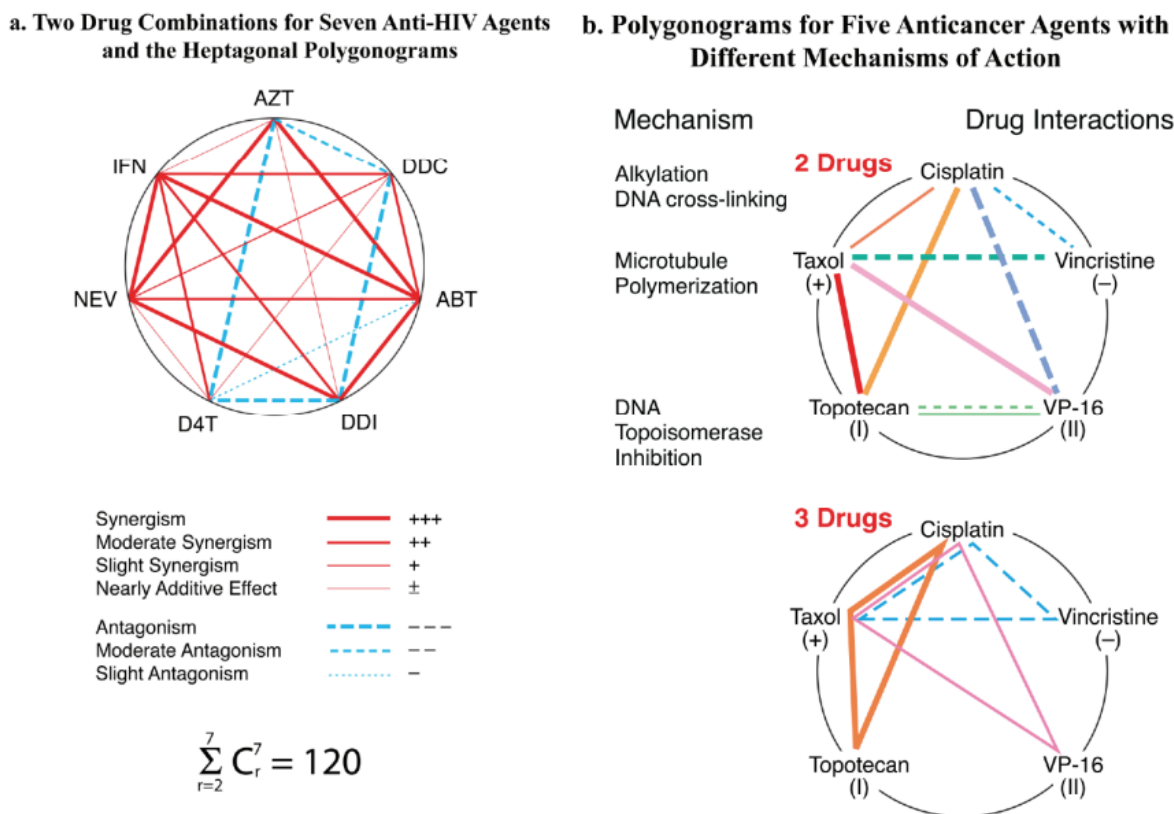 a. Two Drug Combinations for Seven Anti-HIV Agents
and the Heptagonal Polygonograms
AZT
IFN
DDC
NEV
ABT
D4T
DDI
Synergism +++
Moderate Synergism ++
Slight Synergism +
Nearly Additive Effect ±
Antagonism – – –
Moderate Antagonism – –
Slight Antagonism –
7
Σ C⁷ᵣ = 120
r=2
b. Polygonograms for Five Anticancer Agents with
Different Mechanisms of Action
Mechanism
Drug Interactions
Alkylation
DNA cross-linking
Microtubule
Polymerization
DNA
Topoisomerase
Inhibition
2 Drugs
Cisplatin
Taxol
(+)
Vincristine
(–)
Topotecan
(I)
VP-16
(II)
3 Drugs
Cisplatin
Taxol
(+)
Vincristine
(–)
Topotecan
(I)
VP-16
(II)